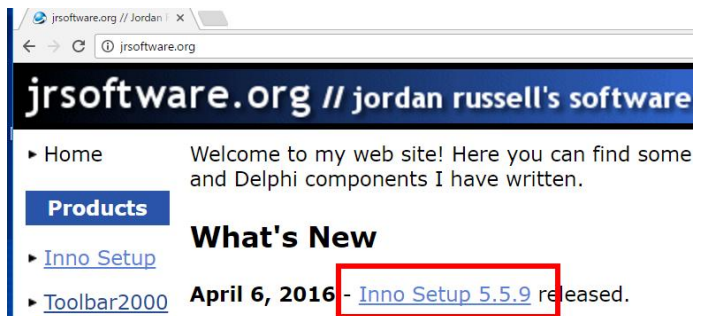 jrsoftware.org // Jordan
jrsoftware.org
jrsoftware.org // jordan russell's software
Home
Welcome to my web site! Here you can find some
and Delphi components I have written.
Products
What's New
Inno Setup
April 6, 2016 - Inno Setup 5.5.9 released.
Toolbar2000